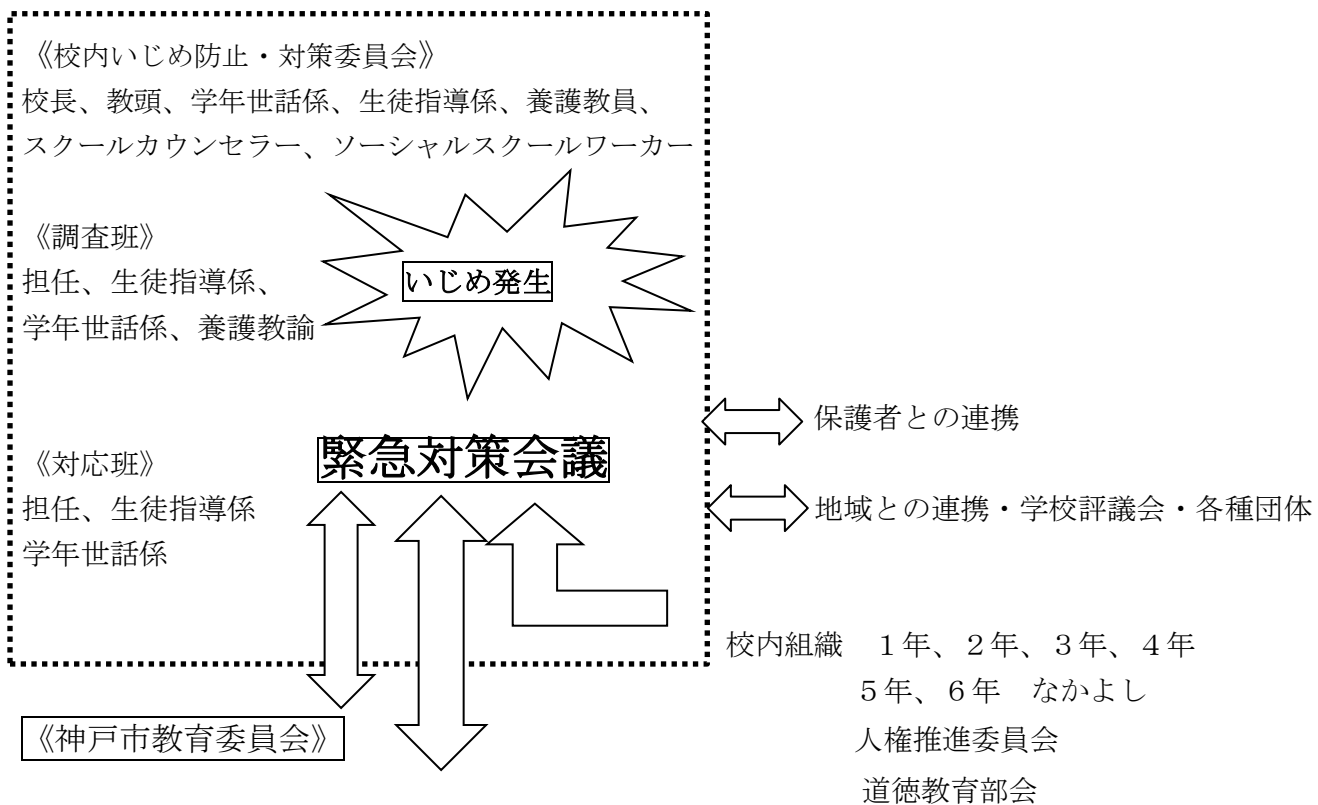 《校内いじめ防止・対策委員会》
校長、教頭、学年世話係、生徒指導係、養護教員、
スクールカウンセラー、ソーシャルスクールワーカー
《調査班》
担任、生徒指導係、
学年世話係、養護教諭
いじめ発生
緊急対策会議
《対応班》
担任、生徒指導係
学年世話係
保護者との連携
地域との連携・学校評議会・各種団体
校内組織　１年、２年、３年、４年
５年、６年　なかよし
人権推進委員会
道徳教育部会
《神戸市教育委員会》